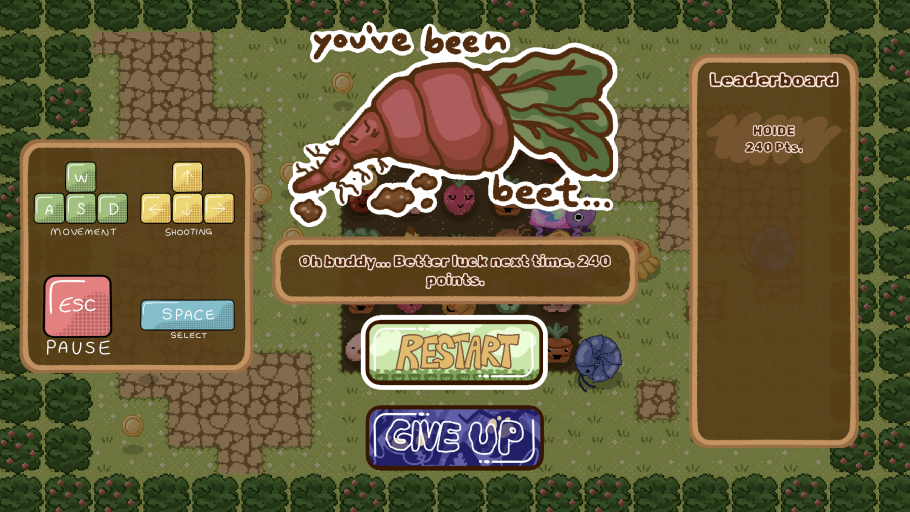 you've been
beet...
Leaderboard
HOIDE
240 Pts.
W
A S D
MOVEMENT
↑
← ↓ →
SHOOTING
ESC
PAUSE
SPACE
SELECT
Oh buddy... Better luck next time. 240
points.
RESTART
GIVE UP